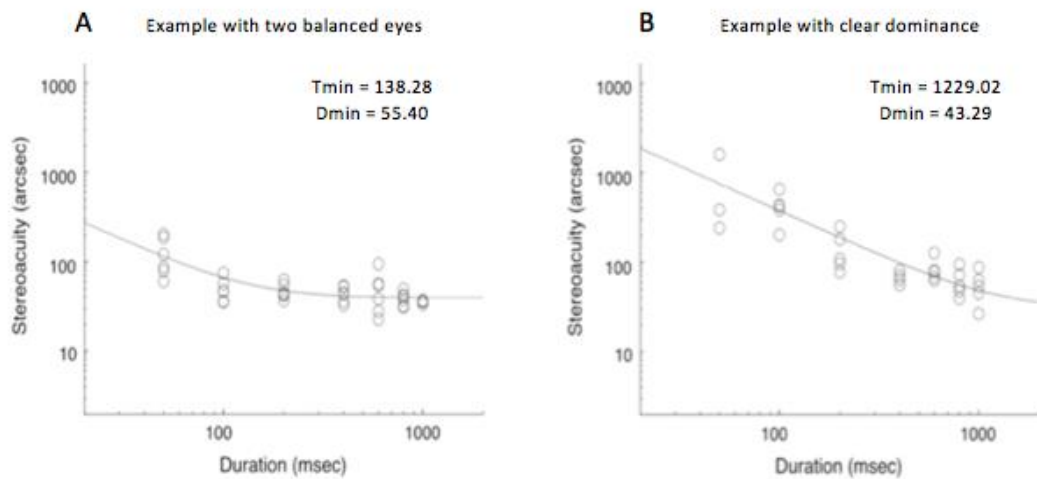 A Example with two balanced eyes
Tmin = 138.28
Dmin = 55.40
1000
1000
100
10
Stereoacuity (arcsec)
100 1000
Duration (msec)
B Example with clear dominance
Tmin = 1229.02
Dmin = 43.29
1000
1000
100
10
Stereoacuity (arcsec)
100 1000
Duration (msec)